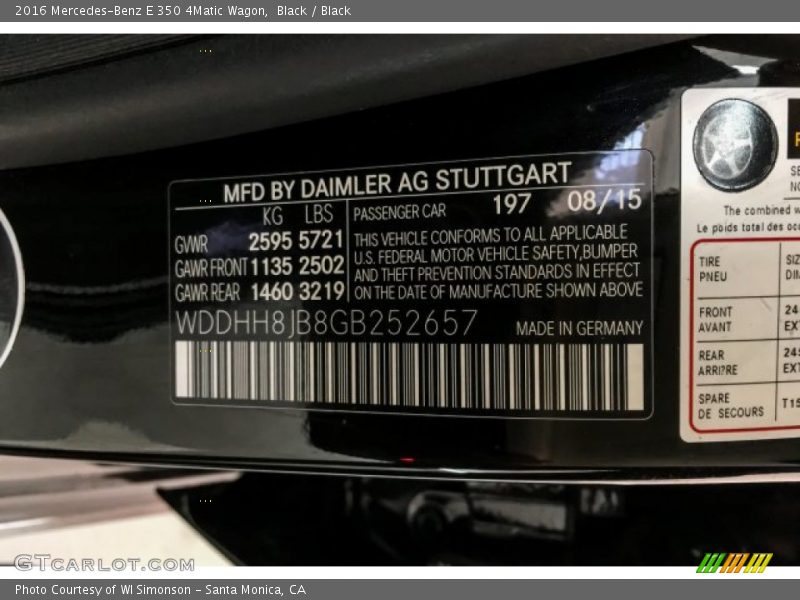 2016 Mercedes-Benz E 350 4Matic Wagon, Black / Black
MFD BY DAIMLER AG STUTTGART
KG LBS
GVWR 2595 5721
GAWR FRONT 1135 2502
GAWR REAR 1460 3219
PASSENGER CAR 197 08/15
THIS VEHICLE CONFORMS TO ALL APPLICABLE
U.S. FEDERAL MOTOR VEHICLE SAFETY,BUMPER
AND THEFT PREVENTION STANDARDS IN EFFECT
ON THE DATE OF MANUFACTURE SHOWN ABOVE
WDDHH8JB8GB252657 MADE IN GERMANY
The combined
Le poids total des
TIRE
PNEU
FRONT
AVANT
REAR
ARRI?RE
SPARE
DE SECOURS
GTCARLOT.COM
Photo Courtesy of WI Simonson - Santa Monica, CA